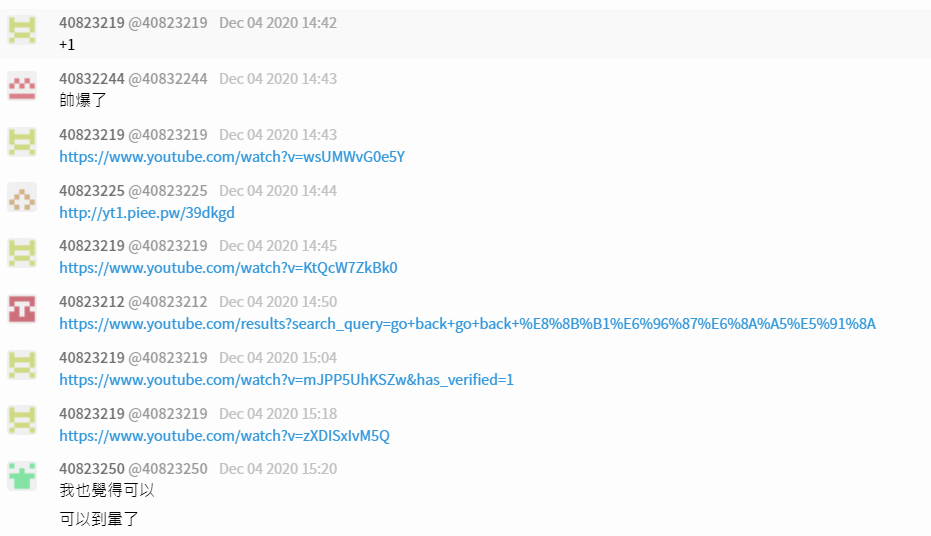 40823219 @40823219 Dec 04 2020 14:42
+1
40832244 @40832244 Dec 04 2020 14:43
帥爆了
40823219 @40823219 Dec 04 2020 14:43
https://www.youtube.com/watch?v=wsUMWvG0e5Y
40823225 @40823225 Dec 04 2020 14:44
http://yt1.piee.pw/39dkgd
40823219 @40823219 Dec 04 2020 14:45
https://www.youtube.com/watch?v=KtQcW7ZkBk0
40823212 @40823212 Dec 04 2020 14:50
https://www.youtube.com/results?search_query=go+back+go+back+%E8%8B%B1%E6%96%87%E6%8A%A5%E5%91%8A
40823219 @40823219 Dec 04 2020 15:04
https://www.youtube.com/watch?v=mJPP5UhKSZw&has_verified=1
40823219 @40823219 Dec 04 2020 15:18
https://www.youtube.com/watch?v=zXDISxIvM5Q
40823250 @40823250 Dec 04 2020 15:20
我也覺得可以
可以到暈了